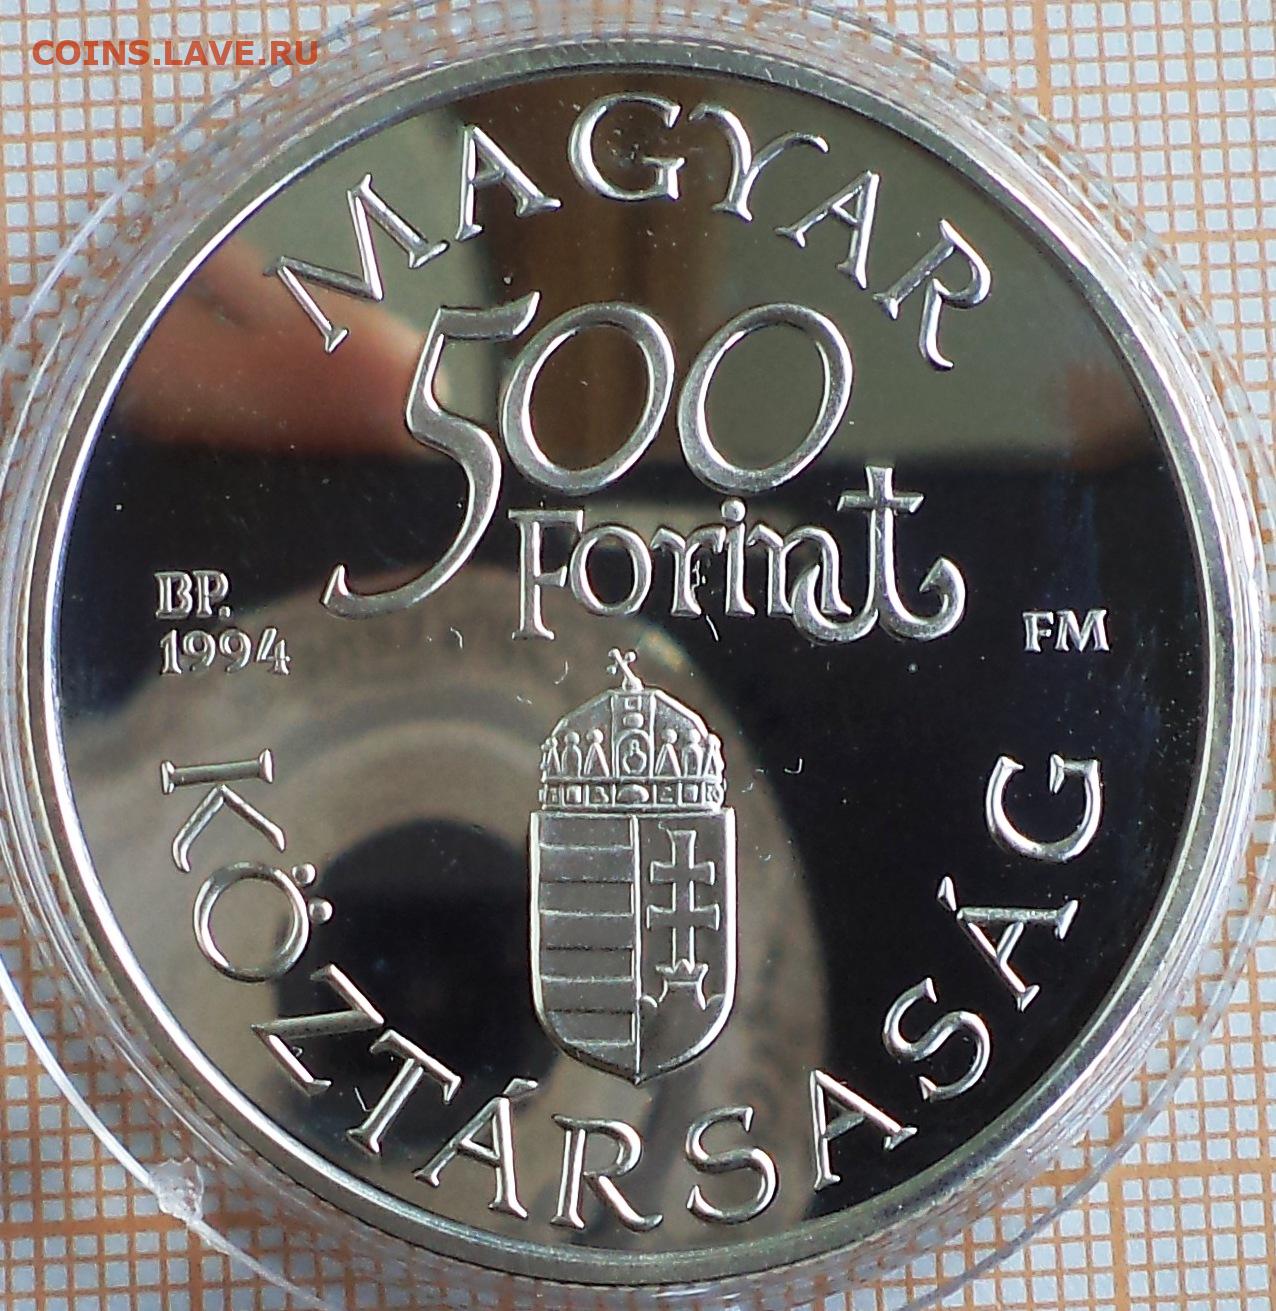 COINS.LAVE.RU
MAGYAR
500
Forint
BP.
1994
FM
KÖZTÁRSASÁG